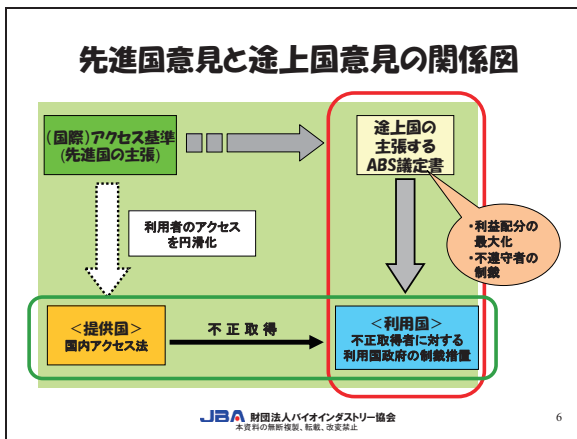 先進国意見と途上国意見の関係図
(国際)アクセス基準
(先進国の主張)
途上国の
主張する
ABS議定書
利用者のアクセス
を円滑化
・利益配分の
最大化
・不遵守者の
制裁
＜提供国＞
国内アクセス法
不正取得
＜利用国＞
不正取得者に対する
利用国政府の制裁措置
JBA 財団法人バイオインダストリー協会
本資料の無断複製、転載、改変禁止
6